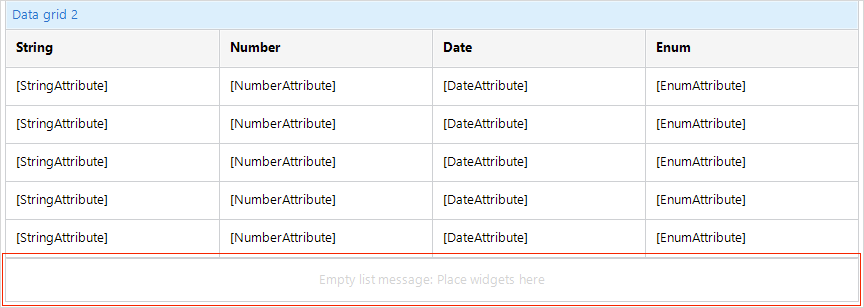 Data grid 2
String Number Date Enum
[StringAttribute] [NumberAttribute] [DateAttribute] [EnumAttribute]
[StringAttribute] [NumberAttribute] [DateAttribute] [EnumAttribute]
[StringAttribute] [NumberAttribute] [DateAttribute] [EnumAttribute]
[StringAttribute] [NumberAttribute] [DateAttribute] [EnumAttribute]
[StringAttribute] [NumberAttribute] [DateAttribute] [EnumAttribute]
Empty list message: Place widgets here